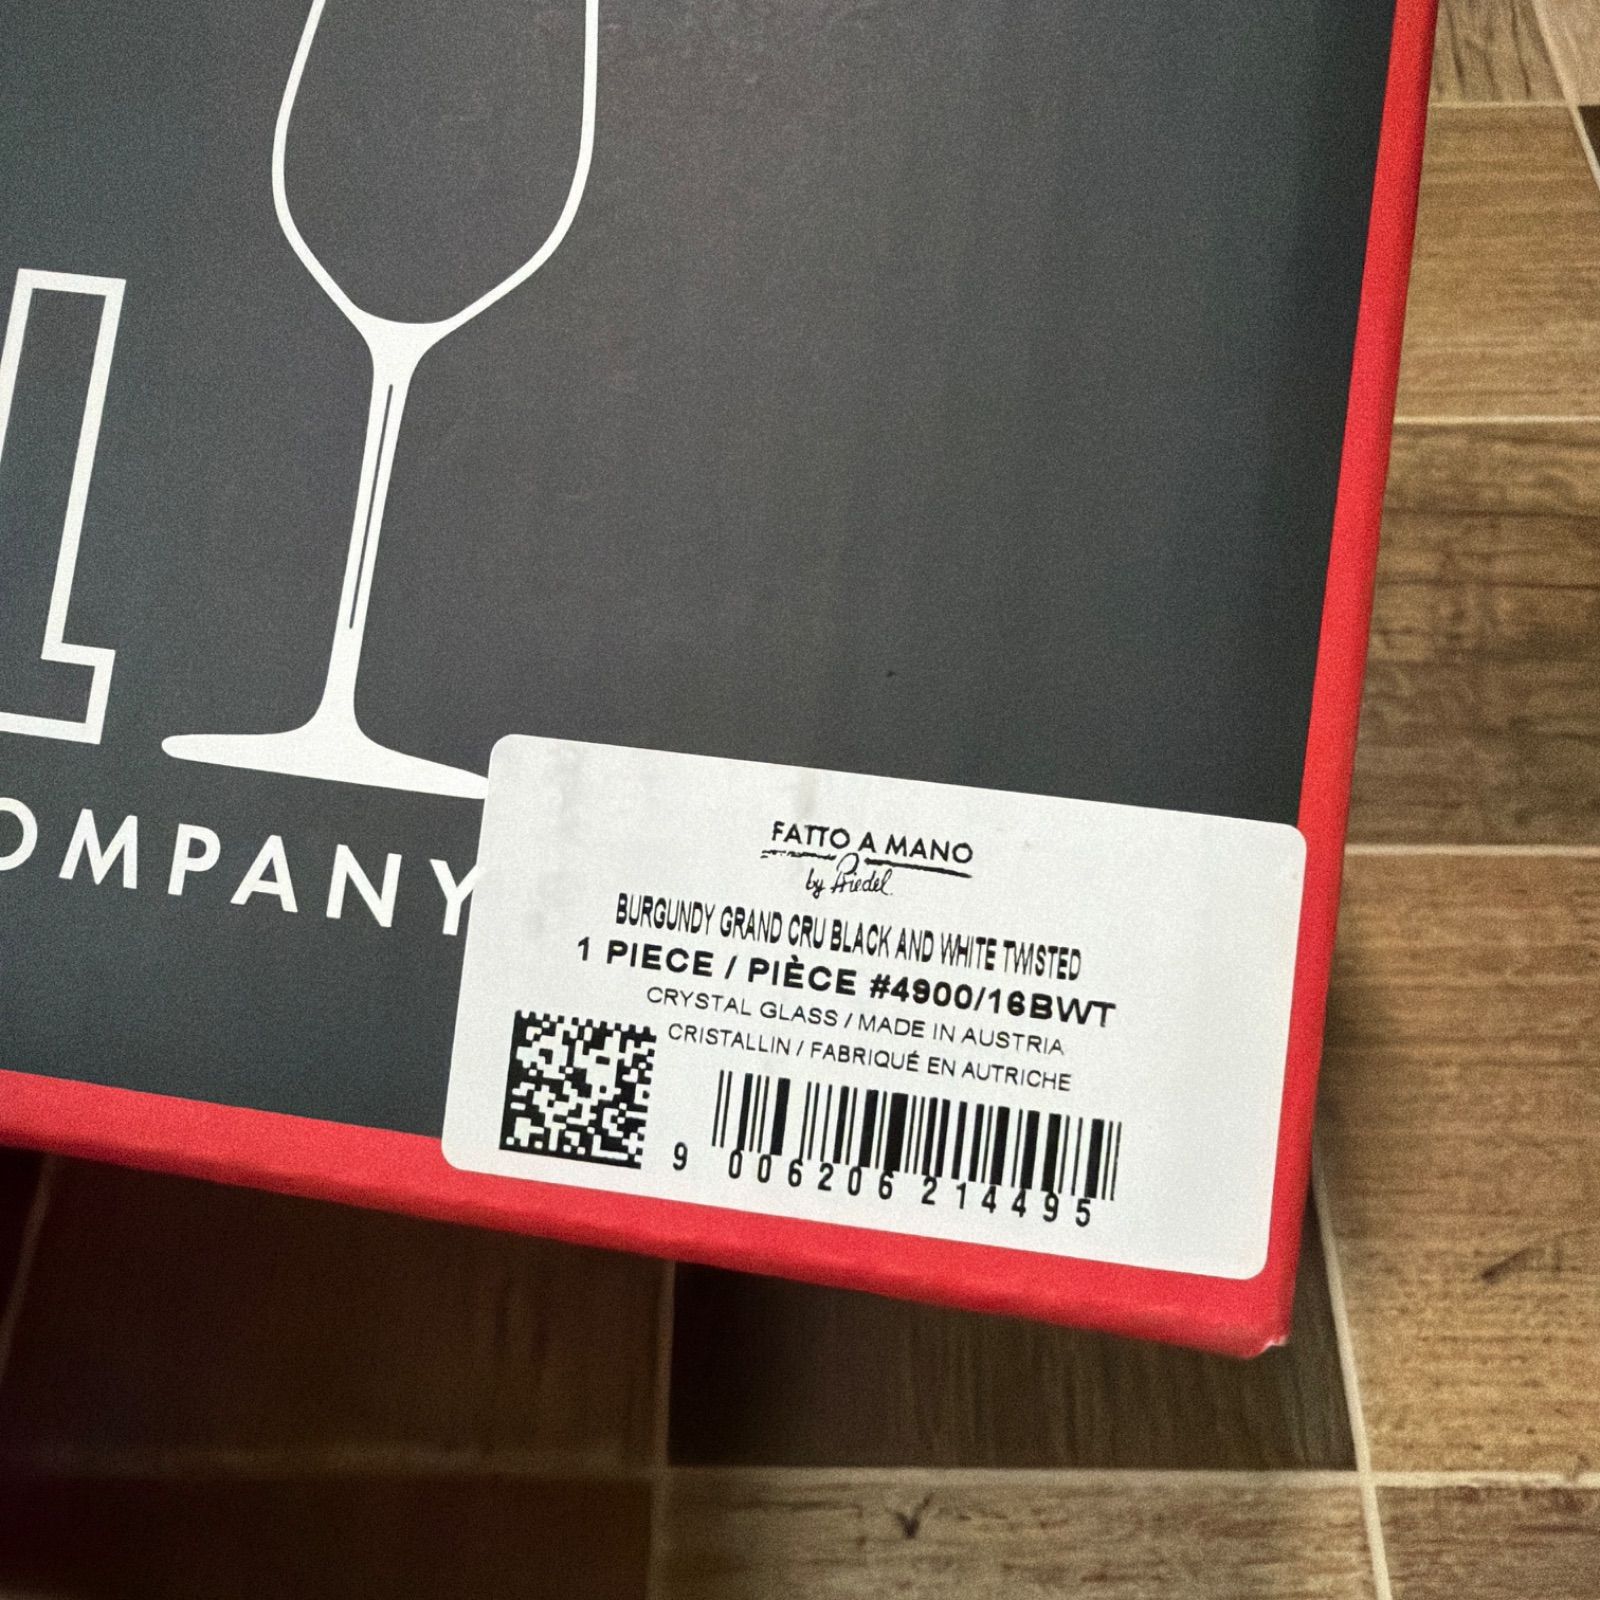 L
OMPANY
FATTO A MANO
by Riedel
BURGUNDY GRAND CRU BLACK AND WHITE TWISTED
1 PIECE / PIÈCE #4900/16BWT
CRYSTAL GLASS / MADE IN AUSTRIA
CRISTALLIN / FABRIQUÉ EN AUTRICHE
9 006206 214495